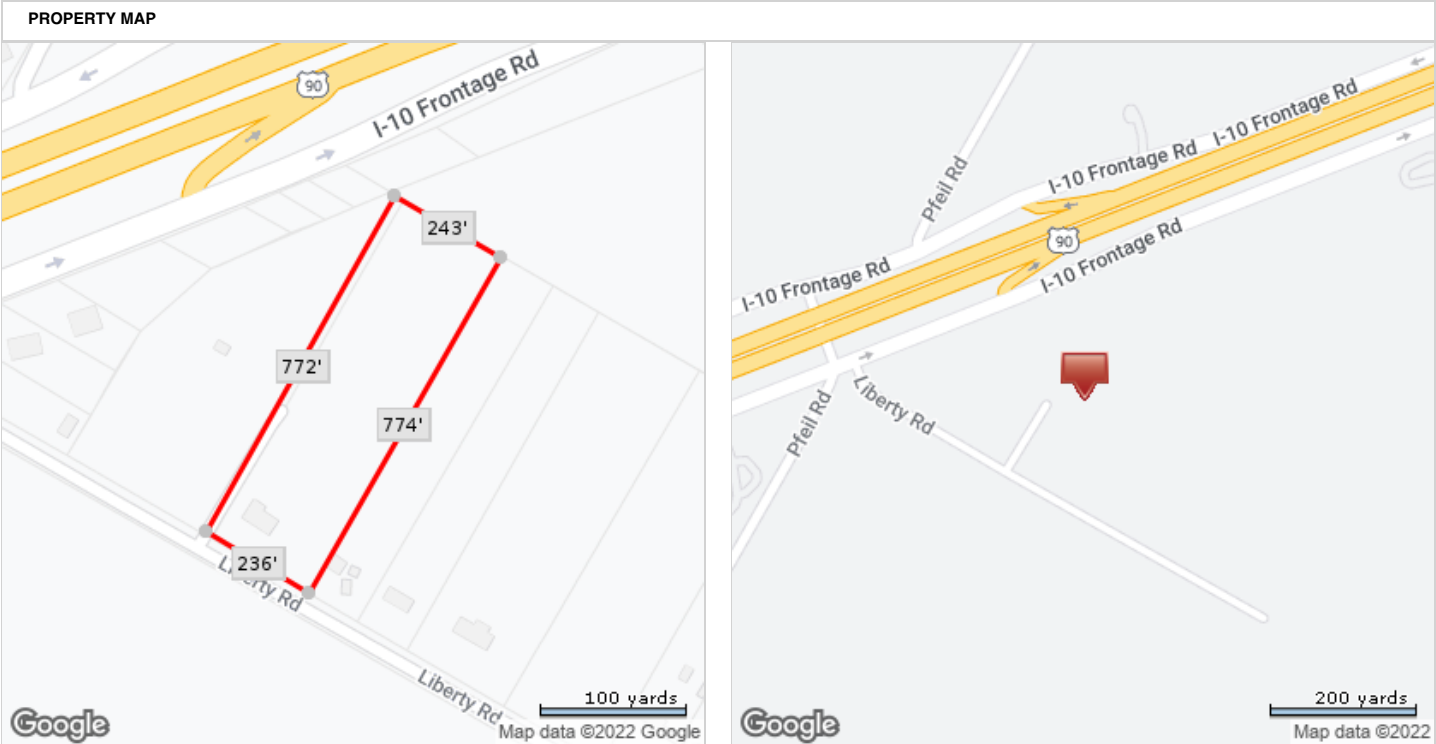 PROPERTY MAP
90
I-10 Frontage Rd
243'
772'
774'
236'
Liberty Rd
Liberty Rd
100 yards
Google
Map data ©2022 Google
I-10 Frontage Rd
I-10 Frontage Rd
Pfeil Rd
90
I-10 Frontage Rd
I-10 Frontage Rd
Liberty Rd
Pfeil Rd
200 yards
Google
Map data ©2022